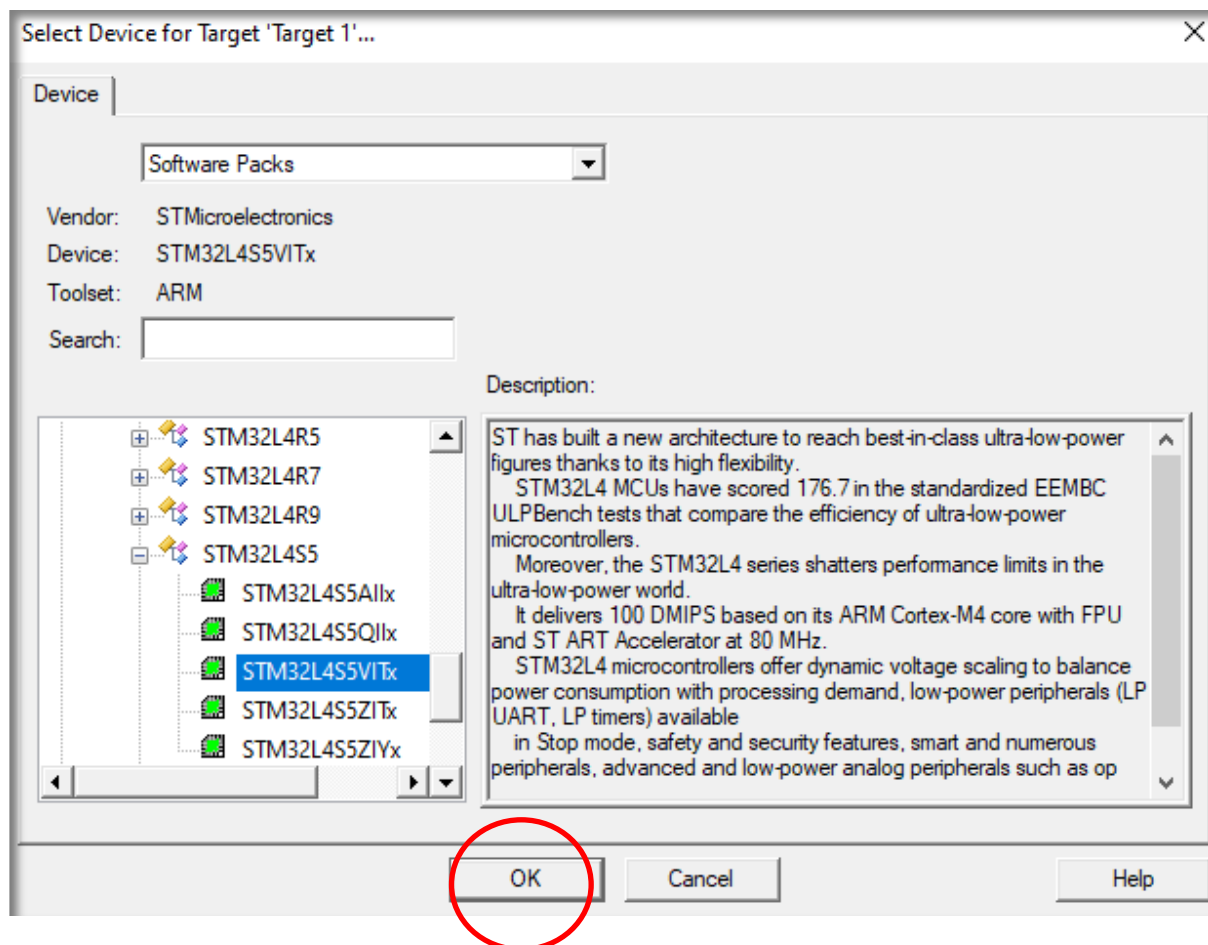 Select Device for Target 'Target 1'...
Device
Software Packs
Vendor: STMicroelectronics
Device: STM32L4S5VITx
Toolset: ARM
Search:
Description:
STM32L4R5
STM32L4R7
STM32L4R9
STM32L4S5
STM32L4S5AIIx
STM32L4S5QIIx
STM32L4S5VITx
STM32L4S5ZITx
STM32L4S5ZIYx
ST has built a new architecture to reach best-in-class ultra-low-power
figures thanks to its high flexibility.
STM32L4 MCUs have scored 176.7 in the standardized EEMBC
ULPBench tests that compare the efficiency of ultra-low-power
microcontrollers.
Moreover, the STM32L4 series shatters performance limits in the
ultra-low-power world.
It delivers 100 DMIPS based on its ARM Cortex-M4 core with FPU
and ST ART Accelerator at 80 MHz.
STM32L4 microcontrollers offer dynamic voltage scaling to balance
power consumption with processing demand, low-power peripherals (LP
UART, LP timers) available
in Stop mode, safety and security features, smart and numerous
peripherals, advanced and low-power analog peripherals such as op
OK
Cancel
Help